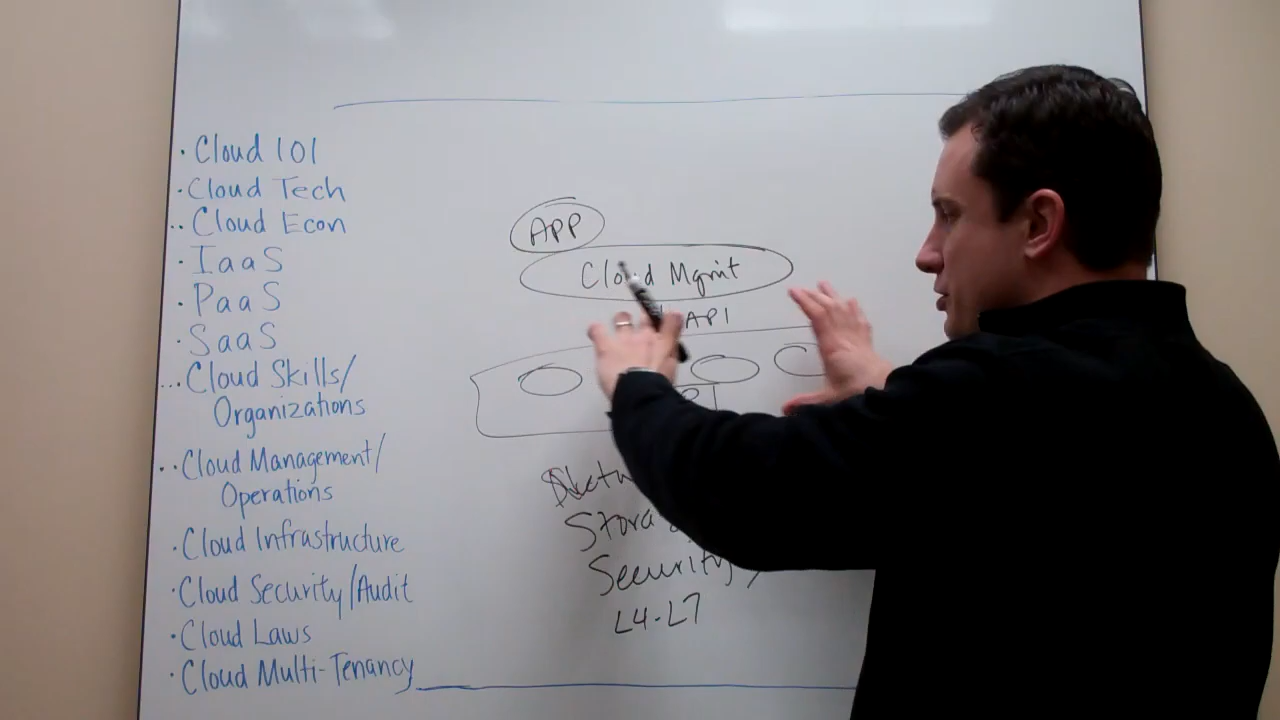 · Cloud 101
· Cloud Tech
.. Cloud Econ
· IaaS
· PaaS
· SaaS
... Cloud Skills/
Organizations
.. Cloud Management/
Operations
· Cloud Infrastructure
· Cloud Security/Audit
· Cloud Laws
· Cloud Multi-Tenancy
APP
Cloud Mgmt
API
Security
L4-L7